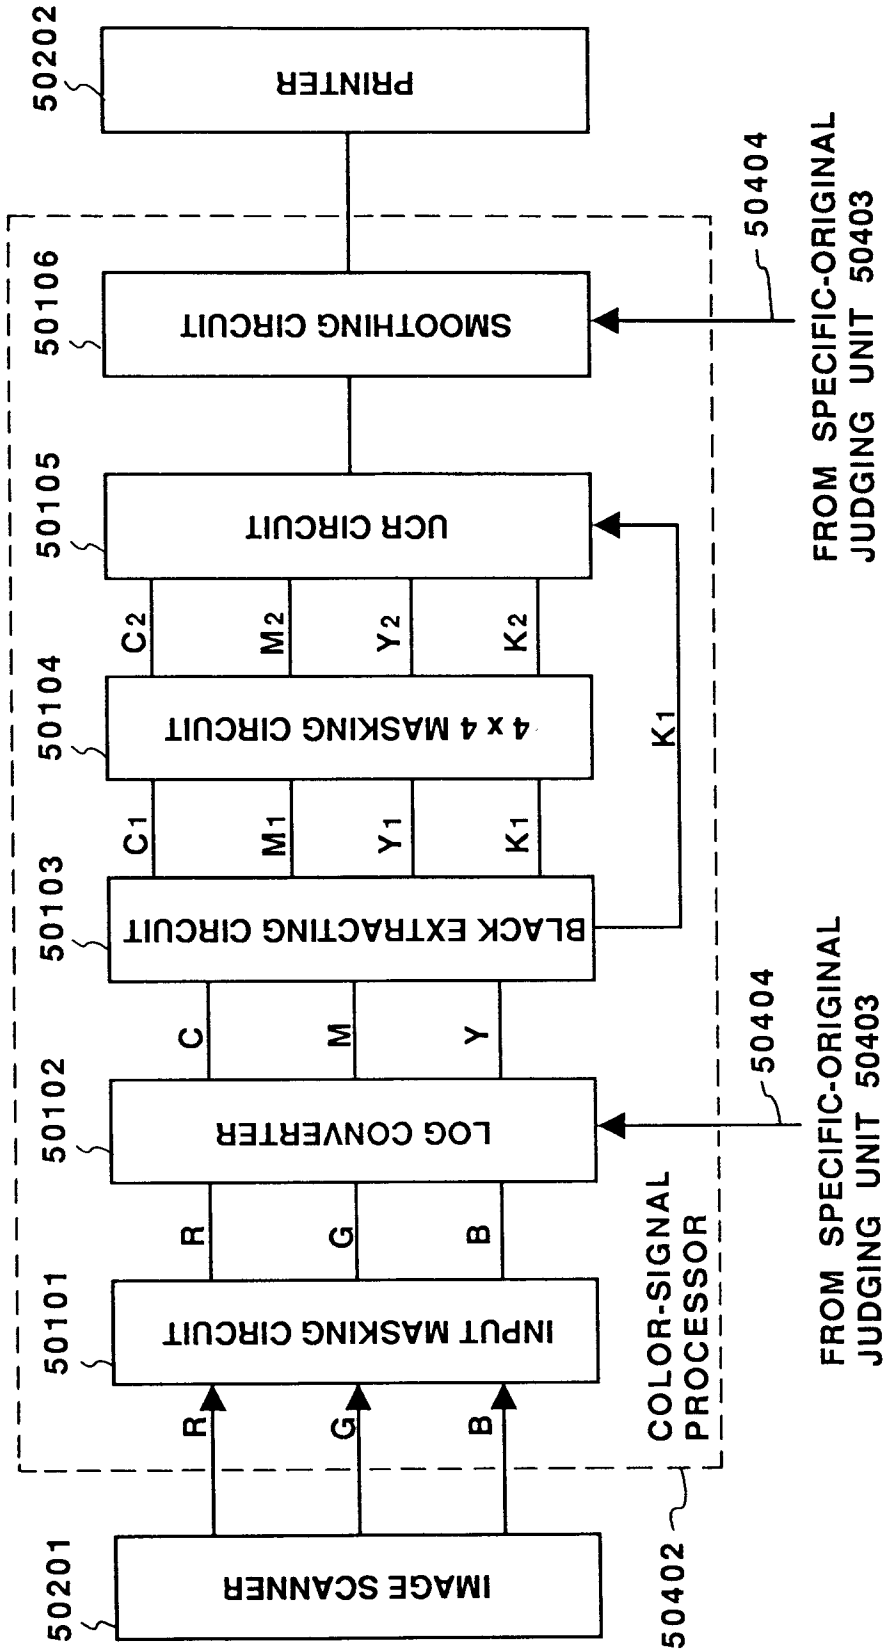 50201
IMAGE SCANNER
R
G
B
50101
INPUT MASKING CIRCUIT
R
G
B
50102
LOG CONVERTER
C
M
Y
50103
BLACK EXTRACTING CIRCUIT
C1
M1
Y1
K1
K1
50104
4 x 4 MASKING CIRCUIT
C2
M2
Y2
K2
50105
UCR CIRCUIT
50106
SMOOTHING CIRCUIT
50202
PRINTER
50402
COLOR-SIGNAL
PROCESSOR
50404
FROM SPECIFIC-ORIGINAL
JUDGING UNIT 50403
50404
FROM SPECIFIC-ORIGINAL
JUDGING UNIT 50403